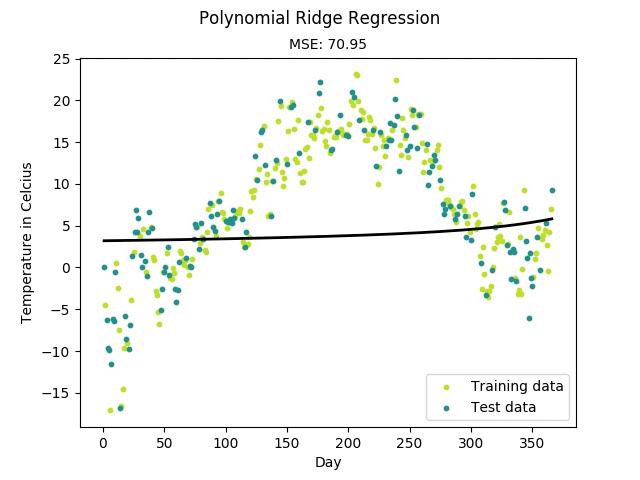 Polynomial Ridge Regression
MSE: 70.95
25
20
15
10
5
0
−5
−10
−15
Temperature in Celcius
0 50 100 150 200 250 300 350
Day
Training data
Test data